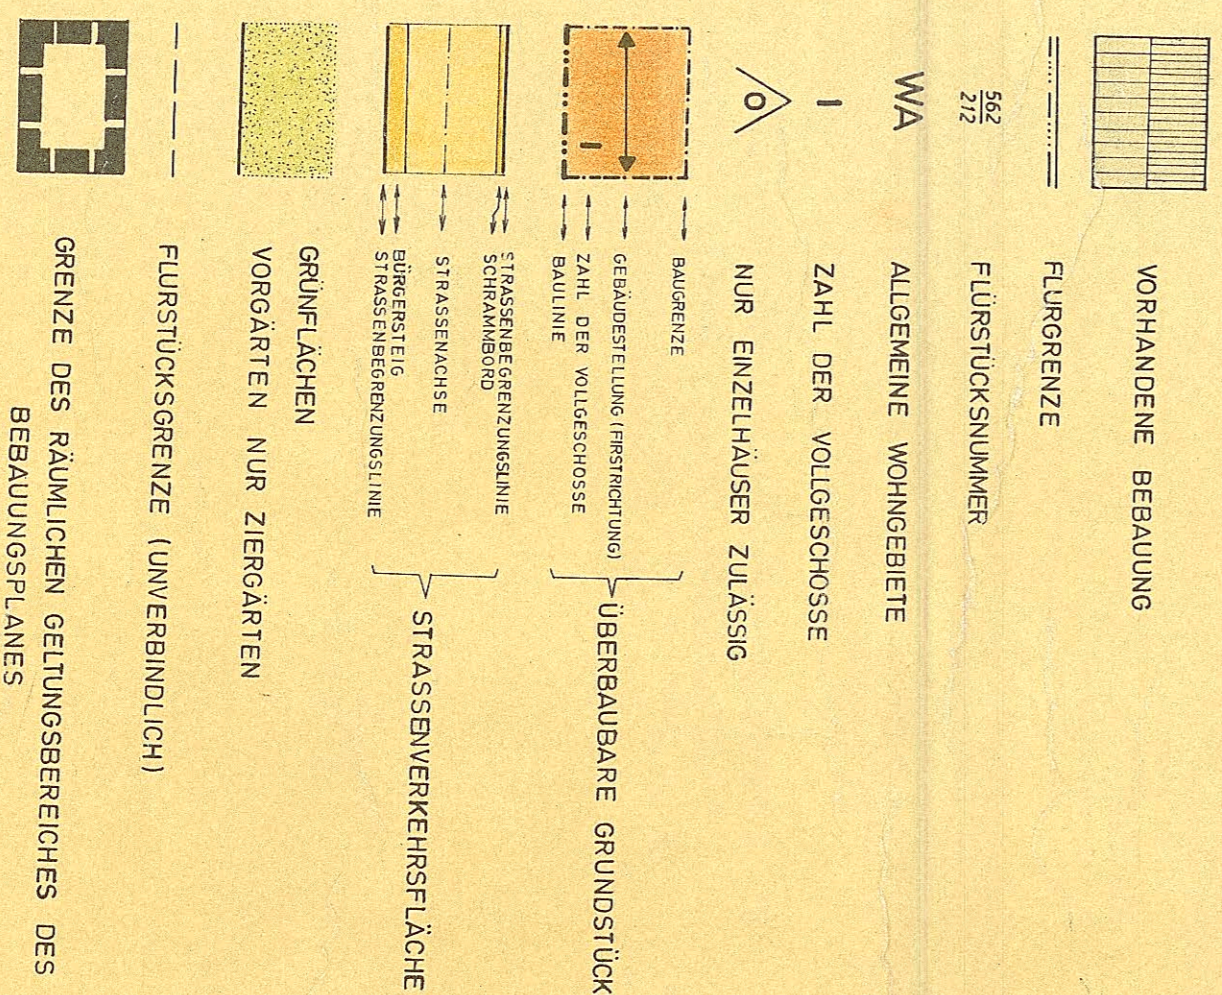 VORHANDENE BEBAUUNG
FLURGRENZE
562
212
FLÜRSTÜCKSNUMMER
WA
ALLGEMEINE WOHNGEBIETE
I
ZAHL DER VOLLGESCHOSSE
O
NUR EINZELHÄUSER ZULÄSSIG
I
BAUGRENZE
GEBÄUDESTELLUNG (FIRSTRICHTUNG)
ZAHL DER VOLLGESCHOSSE
BAULINIE
ÜBERBAUBARE GRUNDSTÜCK
STRASSENBEGRENZUNGSLINIE
SCHRAMMBORD
STRASSENACHSE
BÜRGERSTEIG
STRASSENBEGRENZUNGSLINIE
STRASSENVERKEHRSFLÄCHE
GRÜNFLÄCHEN
VORGÄRTEN NUR ZIERGÄRTEN
FLURSTÜCKSGRENZE (UNVERBINDLICH)
GRENZE DES RÄUMLICHEN GELTUNGSBEREICHES DES
BEBAUUNGSPLANES